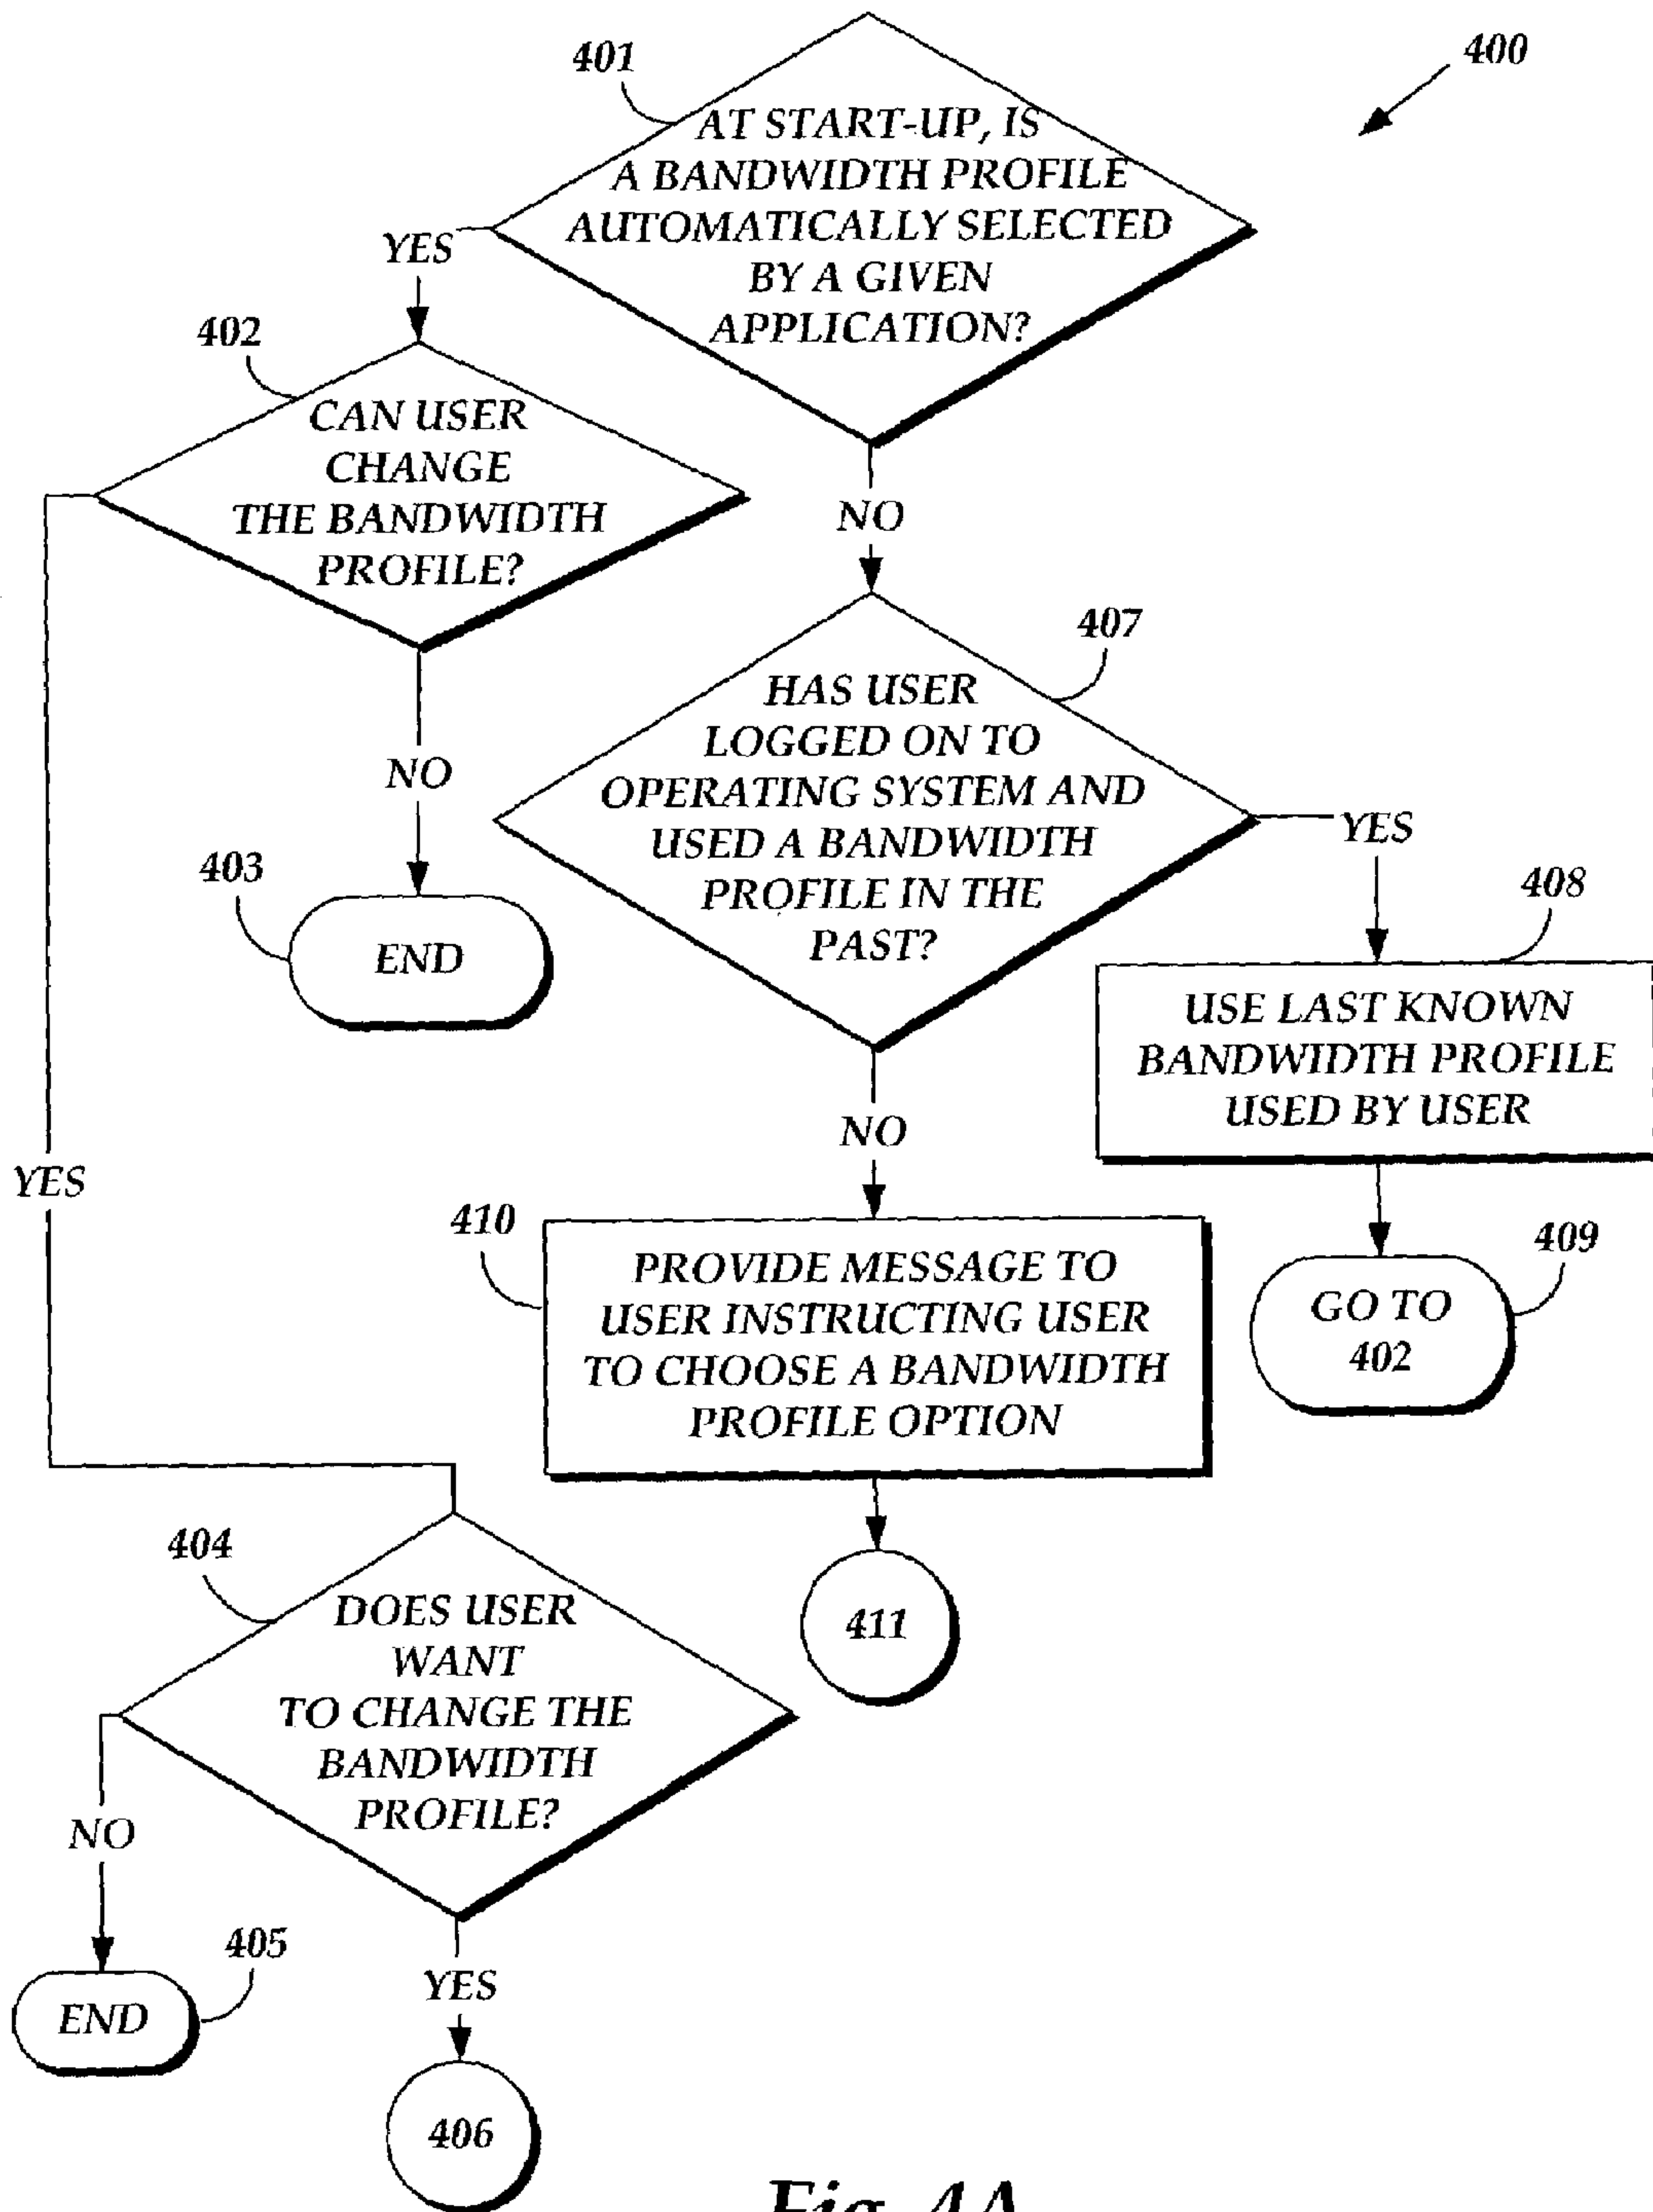 400
401
AT START-UP, IS
A BANDWIDTH PROFILE
AUTOMATICALLY SELECTED
BY A GIVEN
APPLICATION?
YES
NO
402
CAN USER
CHANGE
THE BANDWIDTH
PROFILE?
NO
YES
403
END
407
HAS USER
LOGGED ON TO
OPERATING SYSTEM AND
USED A BANDWIDTH
PROFILE IN THE
PAST?
YES
NO
408
USE LAST KNOWN
BANDWIDTH PROFILE
USED BY USER
409
GO TO
402
410
PROVIDE MESSAGE TO
USER INSTRUCTING USER
TO CHOOSE A BANDWIDTH
PROFILE OPTION
411
404
DOES USER
WANT
TO CHANGE THE
BANDWIDTH
PROFILE?
NO
YES
405
END
406
Fig. 4A